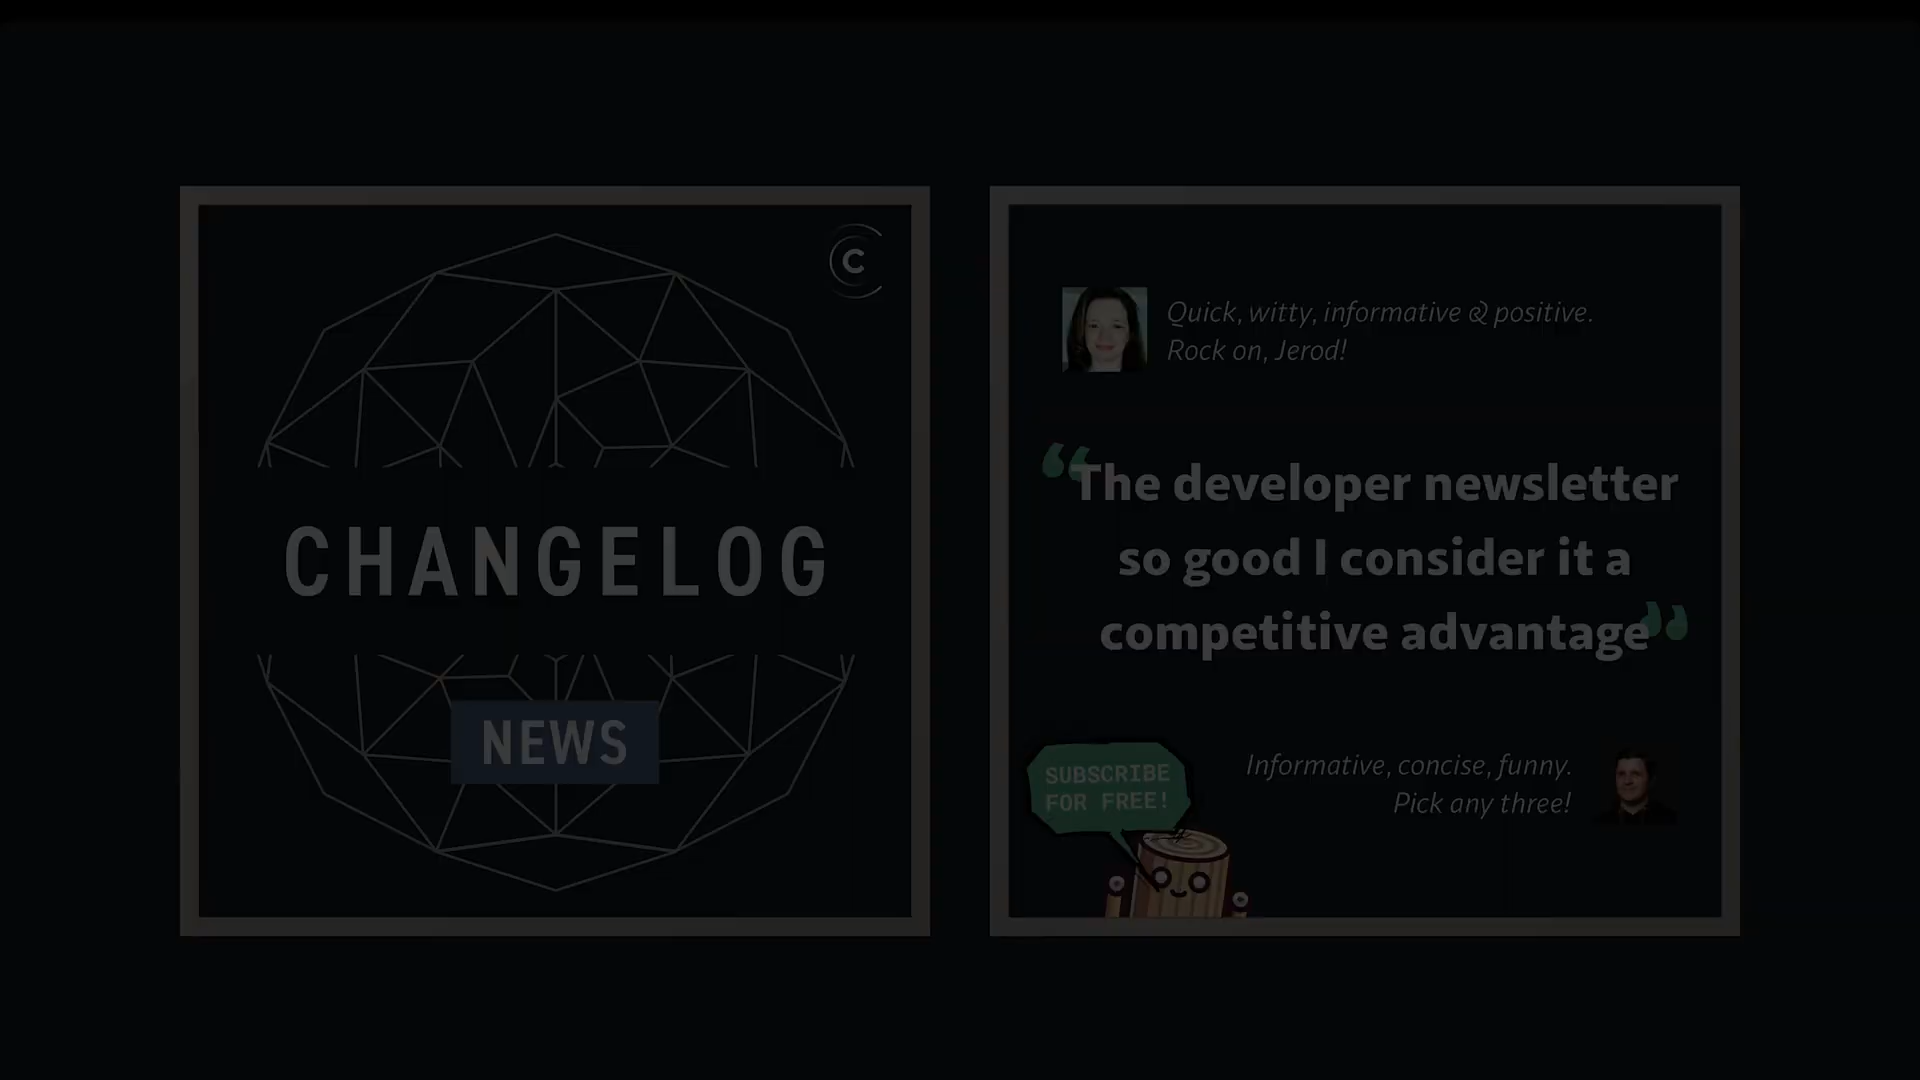 C
CHANGELOG
NEWS
Quick, witty, informative & positive.
Rock on, Jerod!
“The developer newsletter
so good I consider it a
competitive advantage”
SUBSCRIBE
FOR FREE!
Informative, concise, funny.
Pick any three!